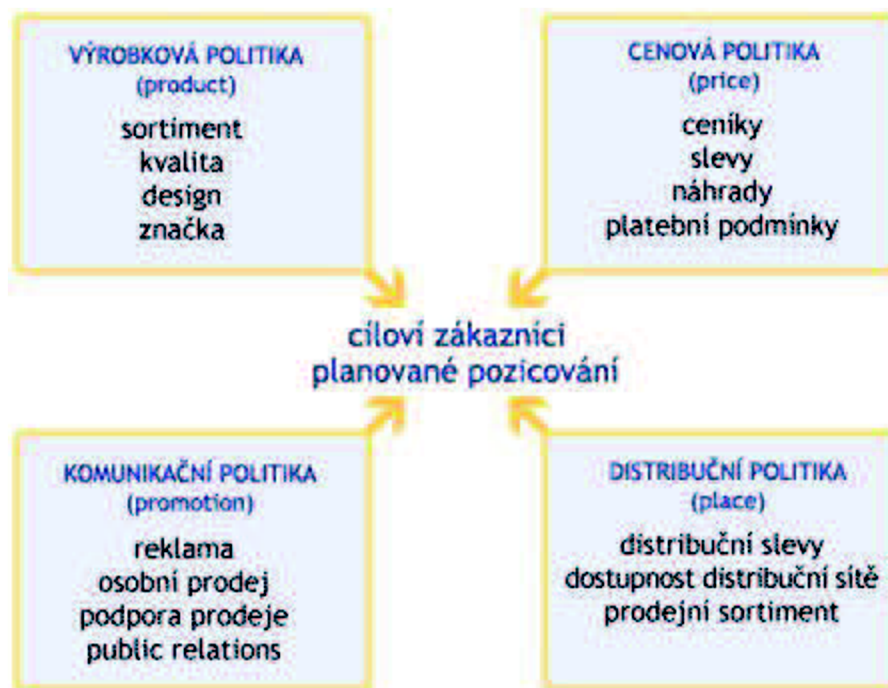 VÝROBKOVÁ POLITIKA
(product)
sortiment
kvalita
design
značka
CENOVÁ POLITIKA
(price)
ceníky
slevy
náhrady
platební podmínky
cíloví zákazníci
planované pozicování
KOMUNIKAČNÍ POLITIKA
(promotion)
reklama
osobní prodej
podpora prodeje
public relations
DISTRIBUČNÍ POLITIKA
(place)
distribuční slevy
dostupnost distribuční sítě
prodejní sortiment